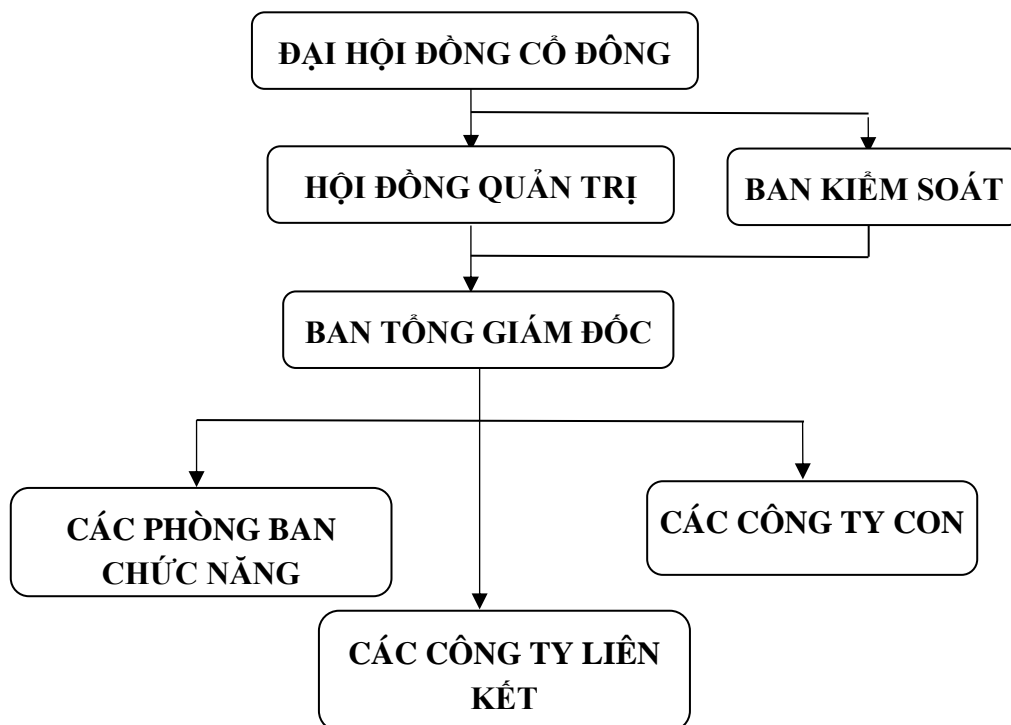 ĐẠI HỘI ĐỒNG CỔ ĐÔNG
HỘI ĐỒNG QUẢN TRỊ
BAN KIỂM SOÁT
BAN TỔNG GIÁM ĐỐC
CÁC PHÒNG BAN
CHỨC NĂNG
CÁC CÔNG TY CON
CÁC CÔNG TY LIÊN
KẾT